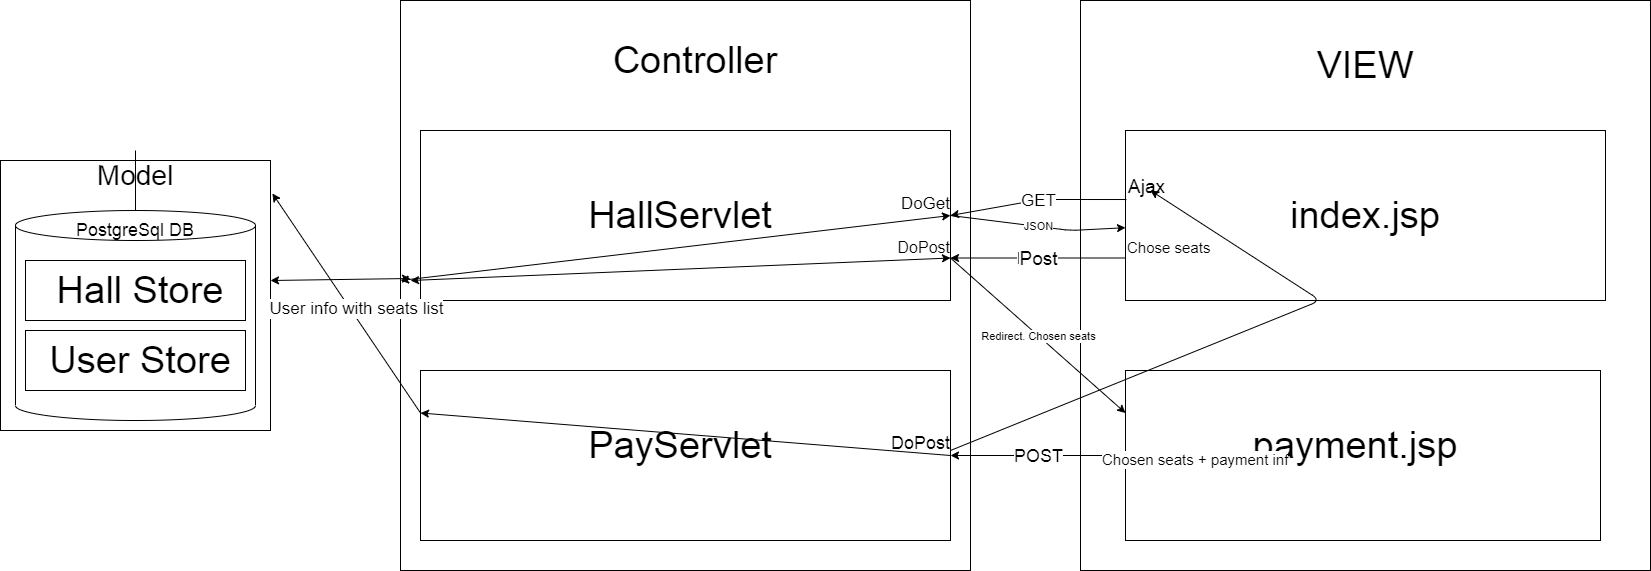 Controller
VIEW
Model
PostgreSql DB
Hall Store
User Store
User info with seats list
HallServlet
DoGet
DoPost
GET
JSON
Post
Ajax
Chose seats
index.jsp
Redirect. Chosen seats
PayServlet
DoPost
POST
Chosen seats + payment inf
payment.jsp